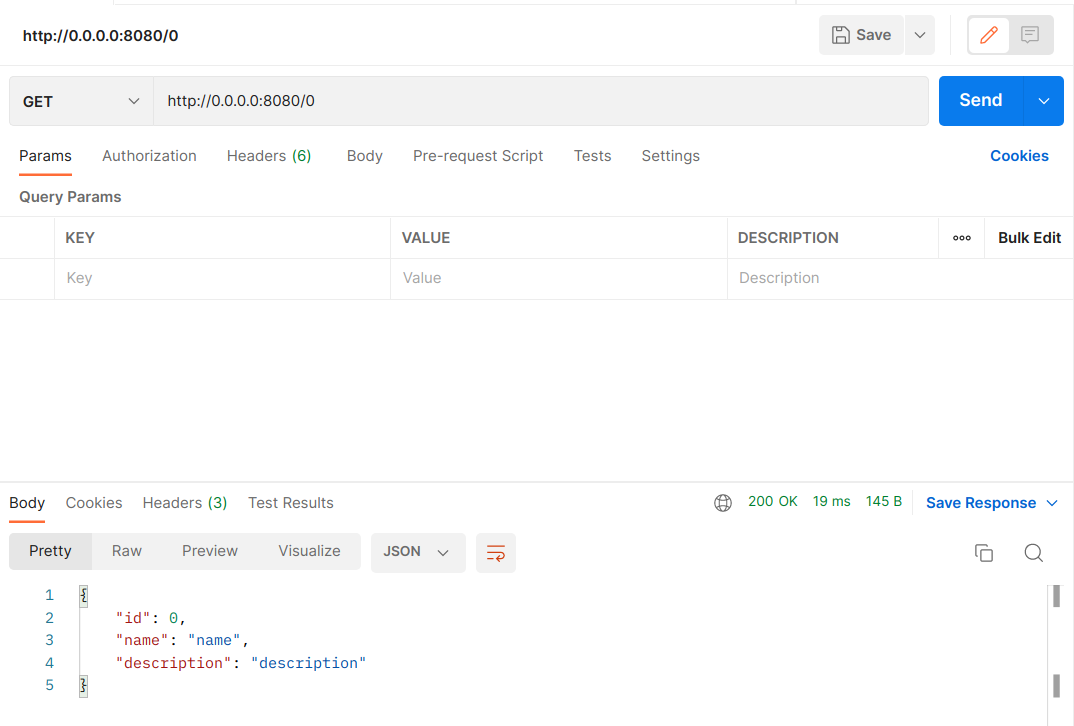 http://0.0.0.0:8080/0 Save
GET http://0.0.0.0:8080/0 Send
Params Authorization Headers (6) Body Pre-request Script Tests Settings Cookies
Query Params
KEY VALUE DESCRIPTION ooo Bulk Edit
Key Value Description
Body Cookies Headers (3) Test Results 200 OK 19 ms 145 B Save Response
Pretty Raw Preview Visualize JSON
1 {
2 "id": 0,
3 "name": "name",
4 "description": "description"
5 }